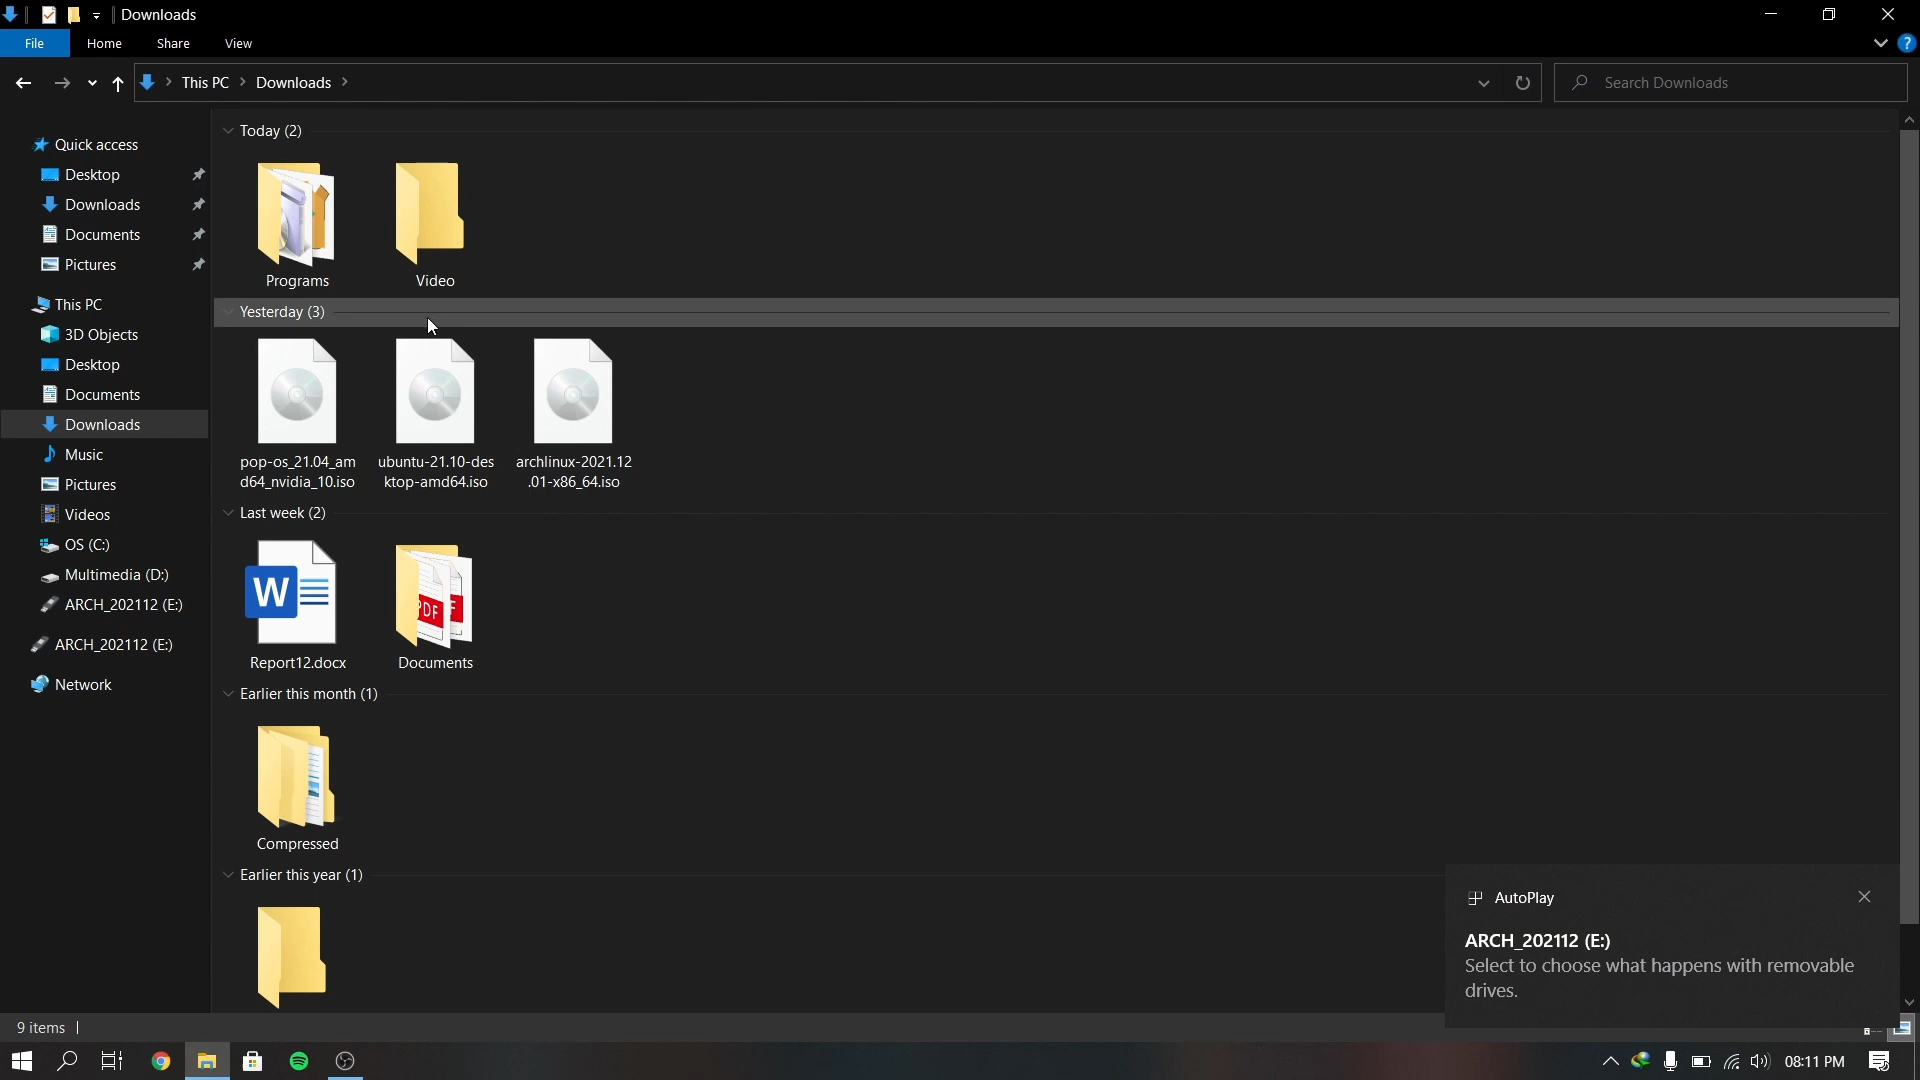 Downloads
File Home Share View
This PC Downloads
Search Downloads
Quick access
Desktop
Downloads
Documents
Pictures
This PC
3D Objects
Desktop
Documents
Downloads
Music
Pictures
Videos
OS (C:)
Multimedia (D:)
ARCH_202112 (E:)
ARCH_202112 (E:)
Network
Today (2)
Programs
Video
Yesterday (3)
pop-os_21.04_am
d64_nvidia_10.iso
ubuntu-21.10-des
ktop-amd64.iso
archlinux-2021.12
.01-x86_64.iso
Last week (2)
W
PDF
Report12.docx
Documents
Earlier this month (1)
Compressed
Earlier this year (1)
AutoPlay
ARCH_202112 (E:)
Select to choose what happens with removable
drives.
9 items
08:11 PM